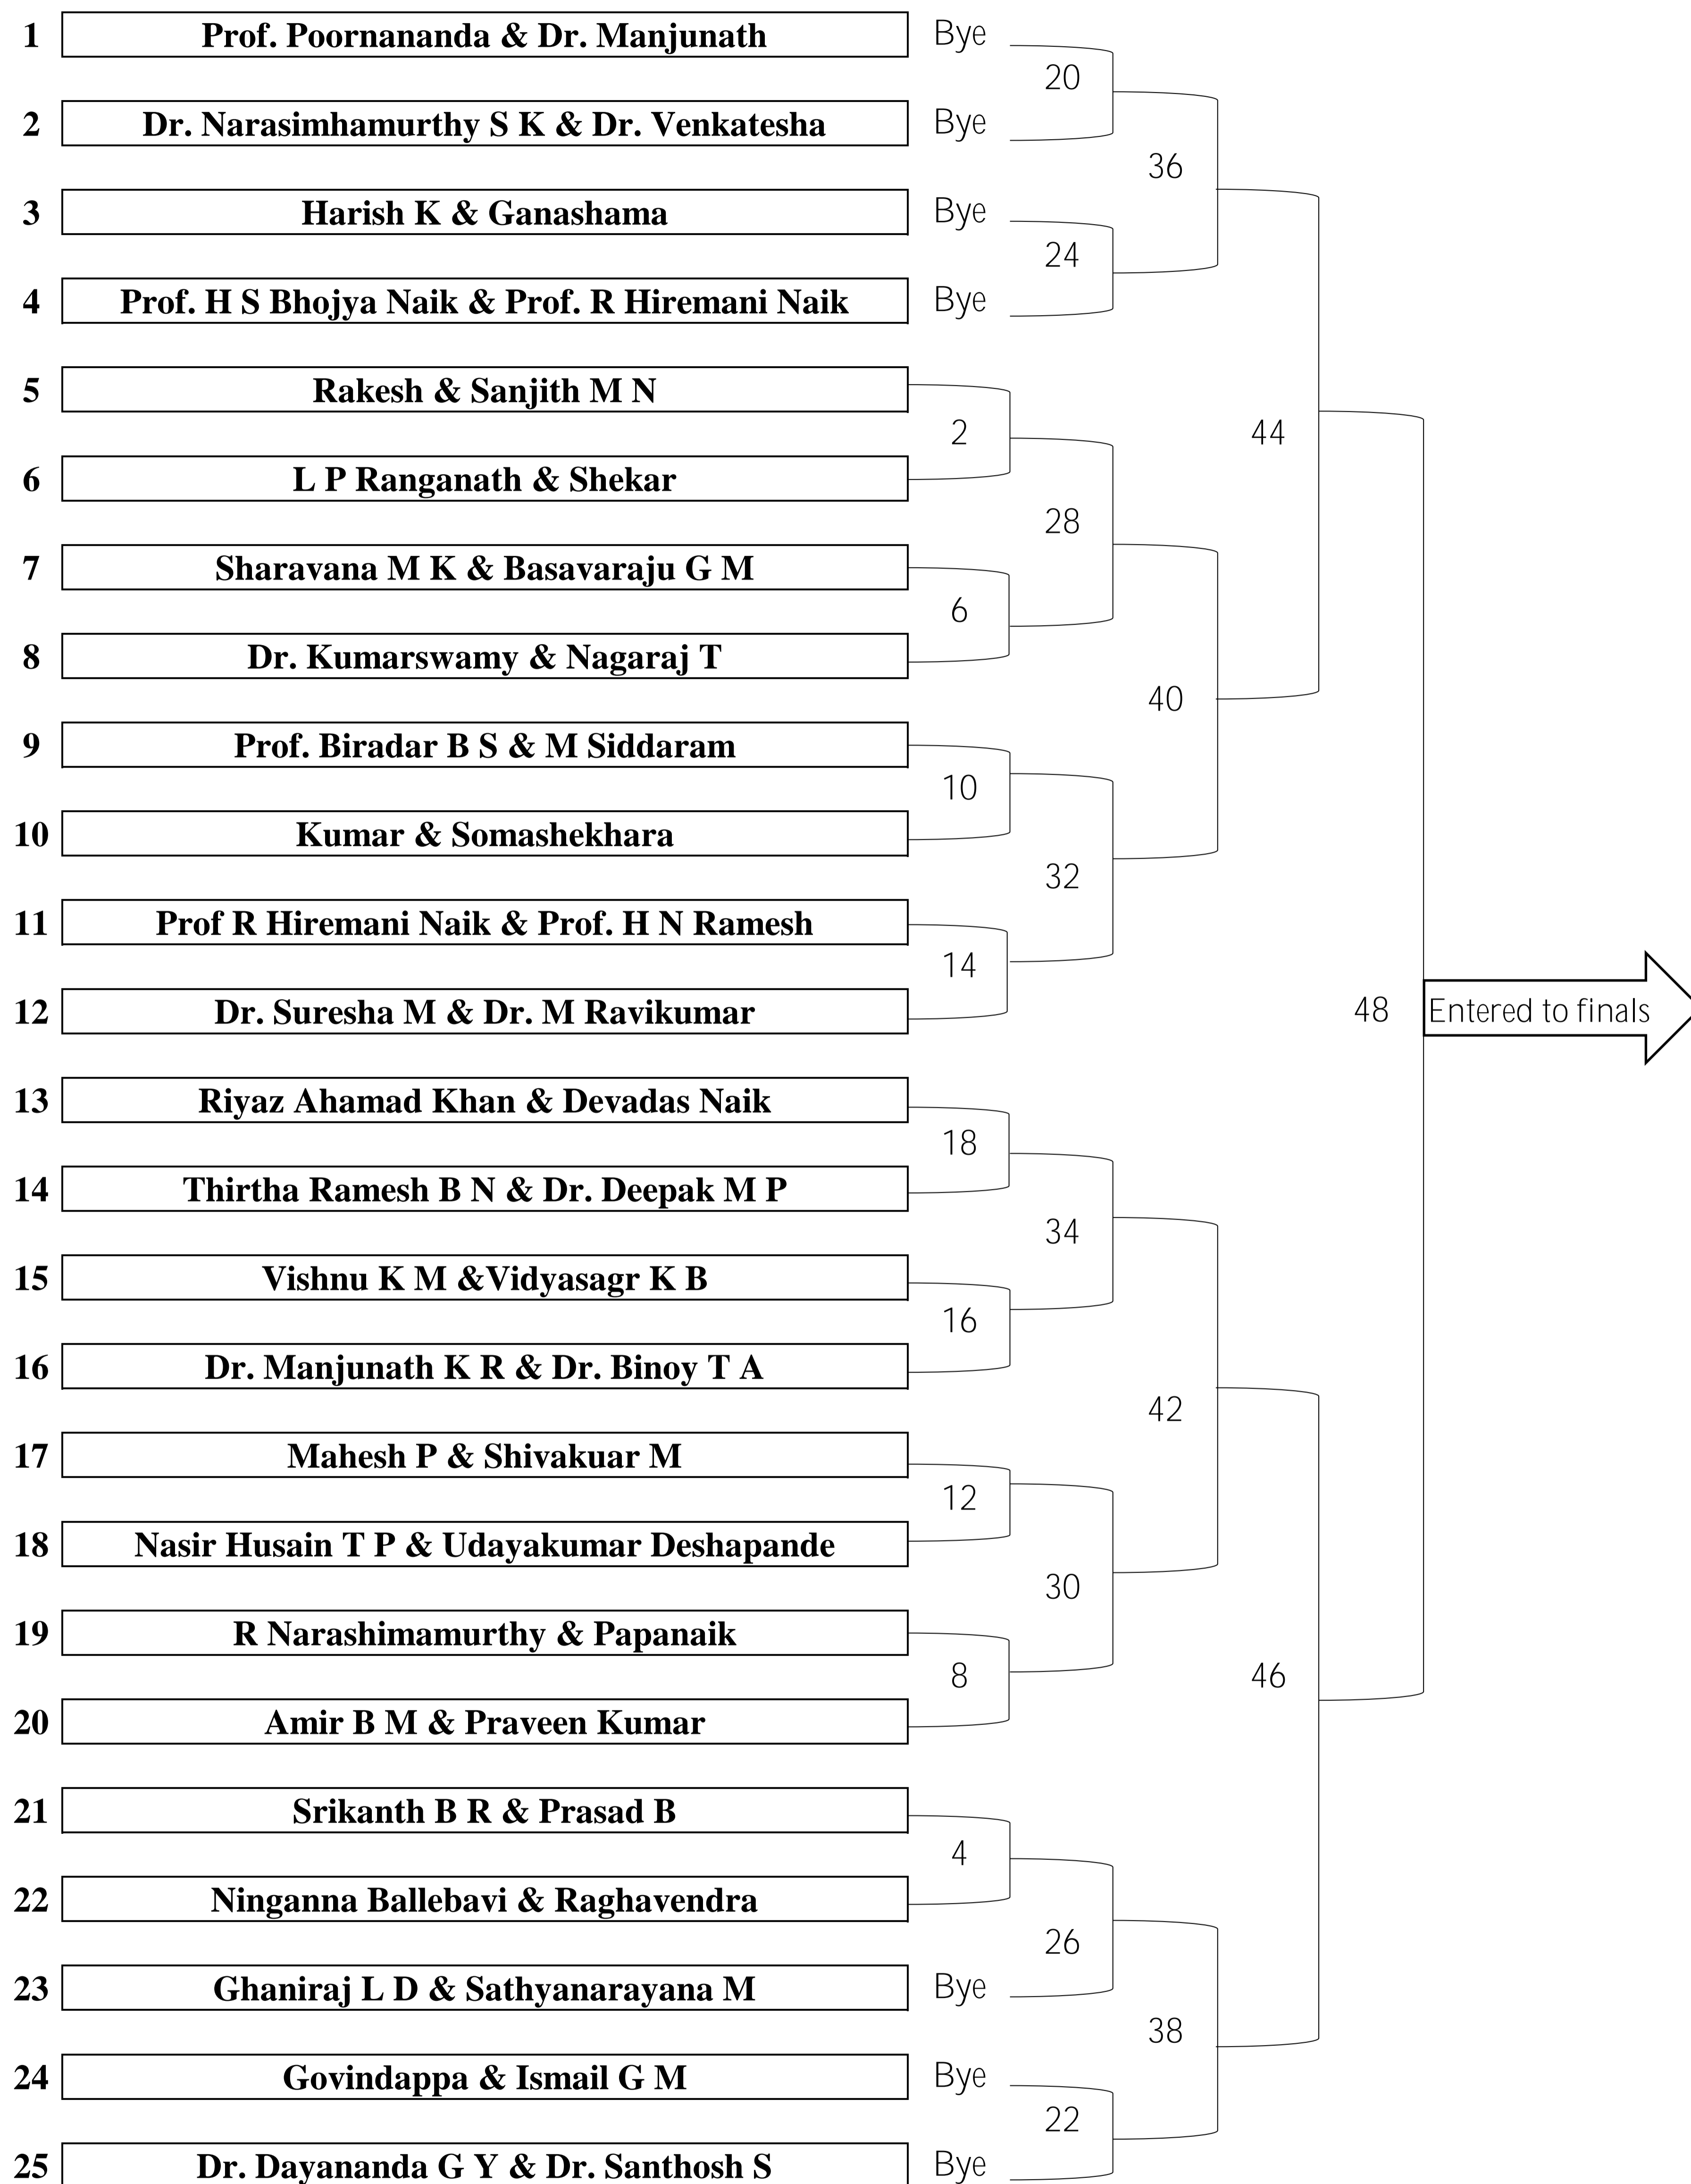 1 Prof. Poornananda & Dr. Manjunath Bye
20
2 Dr. Narasimhamurthy S K & Dr. Venkatesha Bye
36
3 Harish K & Ganashama Bye
24
4 Prof. H S Bhojya Naik & Prof. R Hiremani Naik Bye
5 Rakesh & Sanjith M N
2 44
6 L P Ranganath & Shekar
28
7 Sharavana M K & Basavaraju G M
6
8 Dr. Kumarswamy & Nagaraj T
40
9 Prof. Biradar B S & M Siddaram
10
10 Kumar & Somashekhara
32
11 Prof R Hiremani Naik & Prof. H N Ramesh
14
12 Dr. Suresha M & Dr. M Ravikumar 48 Entered to finals
13 Riyaz Ahamad Khan & Devadas Naik
18
14 Thirtha Ramesh B N & Dr. Deepak M P
34
15 Vishnu K M &Vidyasagr K B
16
16 Dr. Manjunath K R & Dr. Binoy T A
42
17 Mahesh P & Shivakuar M
12
18 Nasir Husain T P & Udayakumar Deshapande
30
19 R Narashimamurthy & Papanaik
8 46
20 Amir B M & Praveen Kumar
21 Srikanth B R & Prasad B
4
22 Ninganna Ballebavi & Raghavendra
26
23 Ghaniraj L D & Sathyanarayana M Bye
38
24 Govindappa & Ismail G M Bye
22
25 Dr. Dayananda G Y & Dr. Santhosh S Bye